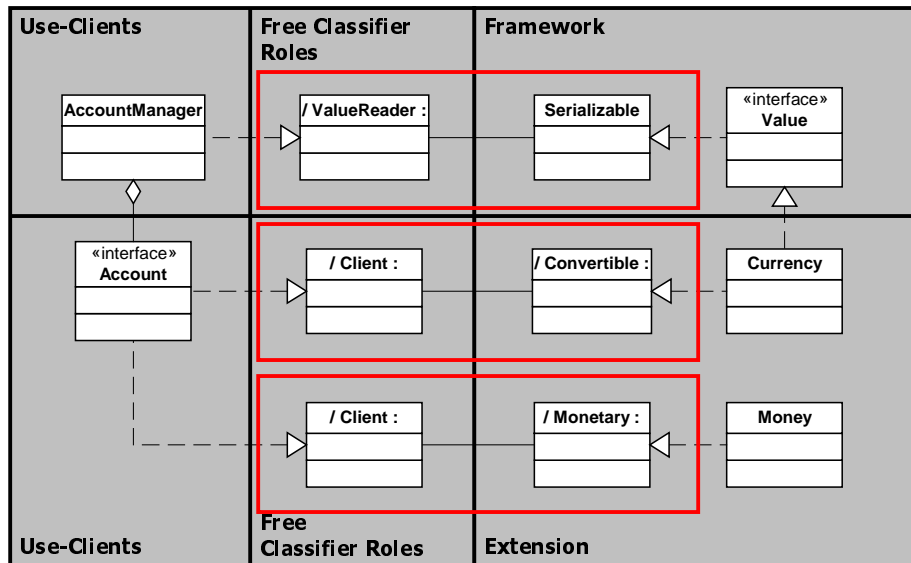 Use-Clients
Free Classifier
Roles
Framework
AccountManager
/ ValueReader :
Serializable
«interface»
Value
«interface»
Account
/ Client :
/ Convertible :
Currency
/ Client :
/ Monetary :
Money
Use-Clients
Free
Classifier Roles
Extension